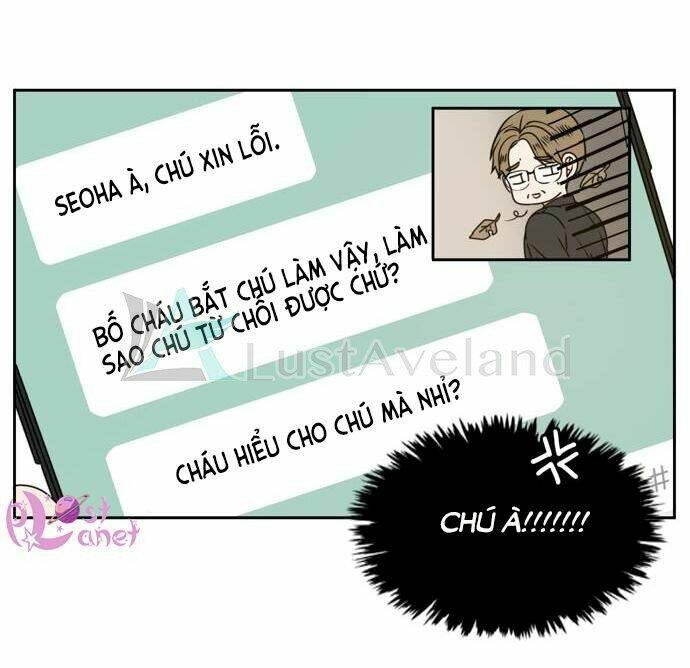 SEOHA À, CHÚ XIN LỖI.
BỐ CHÁU BẮT CHÚ LÀM VẬY, LÀM
SAO CHÚ TỪ CHỐI ĐƯỢC CHỨ?
LustAveland
CHÁU HIỂU CHO CHÚ MÀ NHỈ?
CHÚ À!!!!!!!
Lost
Planet